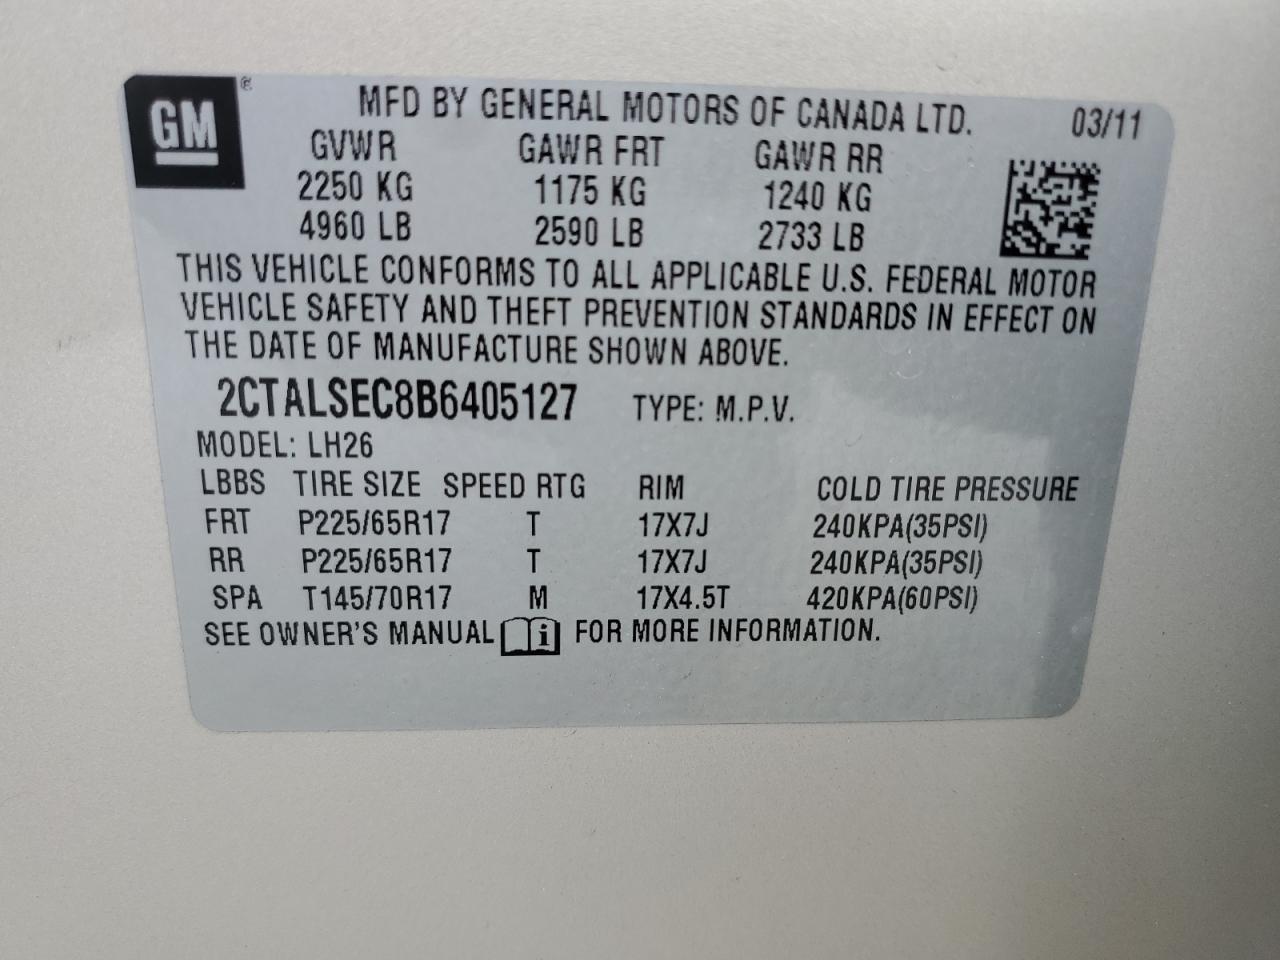 GM ® MFD BY GENERAL MOTORS OF CANADA LTD. 03/11
GVWR GAWR FRT GAWR RR
2250 KG 1175 KG 1240 KG
4960 LB 2590 LB 2733 LB
THIS VEHICLE CONFORMS TO ALL APPLICABLE U.S. FEDERAL MOTOR
VEHICLE SAFETY AND THEFT PREVENTION STANDARDS IN EFFECT ON
THE DATE OF MANUFACTURE SHOWN ABOVE.
2CTALSEC8B6405127 TYPE: M.P.V.
MODEL: LH26
LBBS TIRE SIZE SPEED RTG RIM COLD TIRE PRESSURE
FRT P225/65R17 T 17X7J 240KPA(35PSI)
RR P225/65R17 T 17X7J 240KPA(35PSI)
SPA T145/70R17 M 17X4.5T 420KPA(60PSI)
SEE OWNER'S MANUAL i FOR MORE INFORMATION.